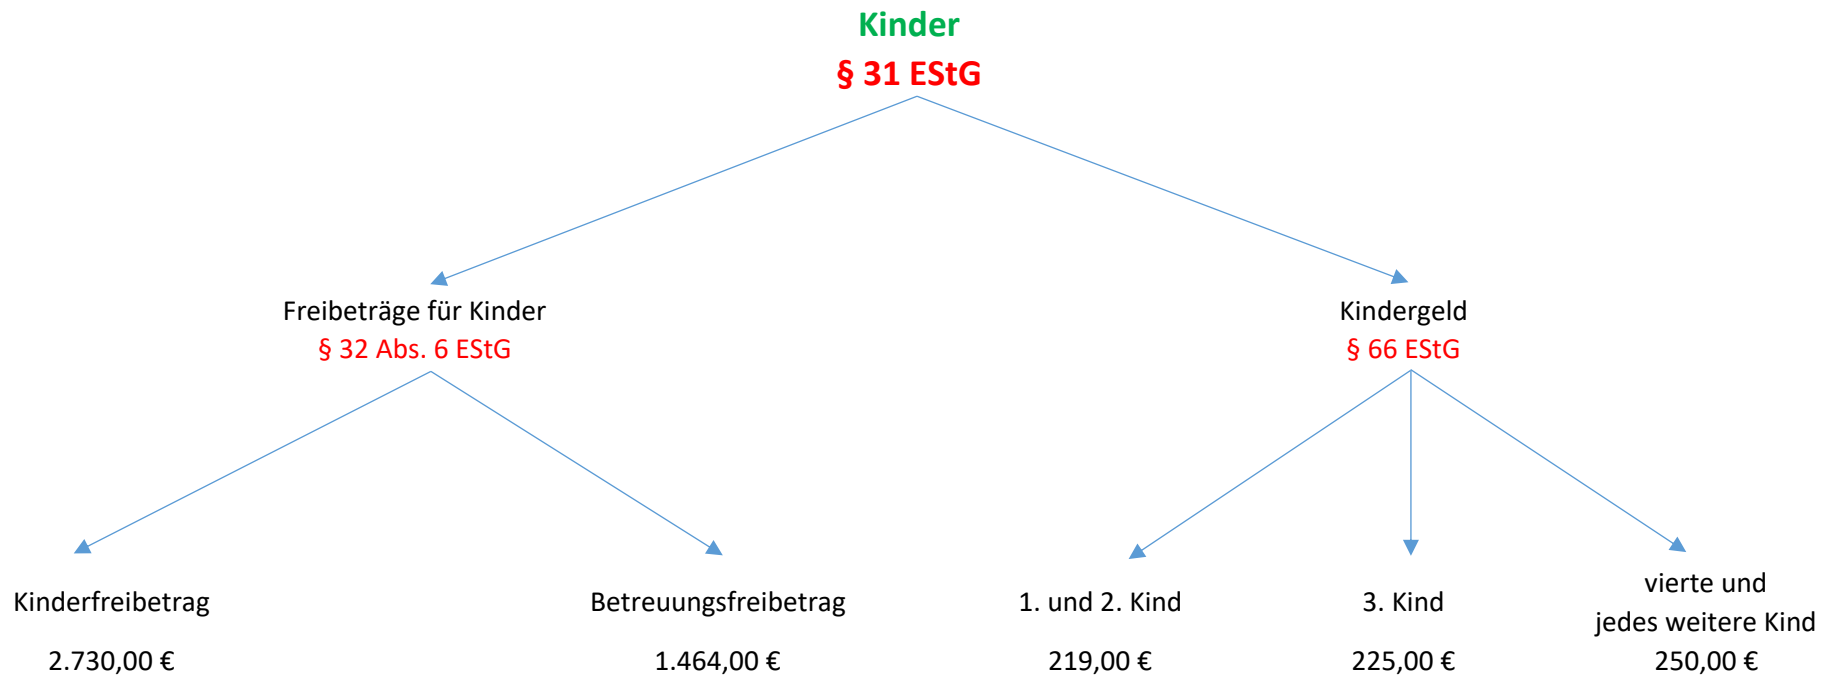 Kinder
§ 31 EStG
Freibeträge für Kinder
§ 32 Abs. 6 EStG
Kindergeld
§ 66 EStG
Kinderfreibetrag
2.730,00 €
Betreuungsfreibetrag
1.464,00 €
1. und 2. Kind
219,00 €
3. Kind
225,00 €
vierte und
jedes weitere Kind
250,00 €